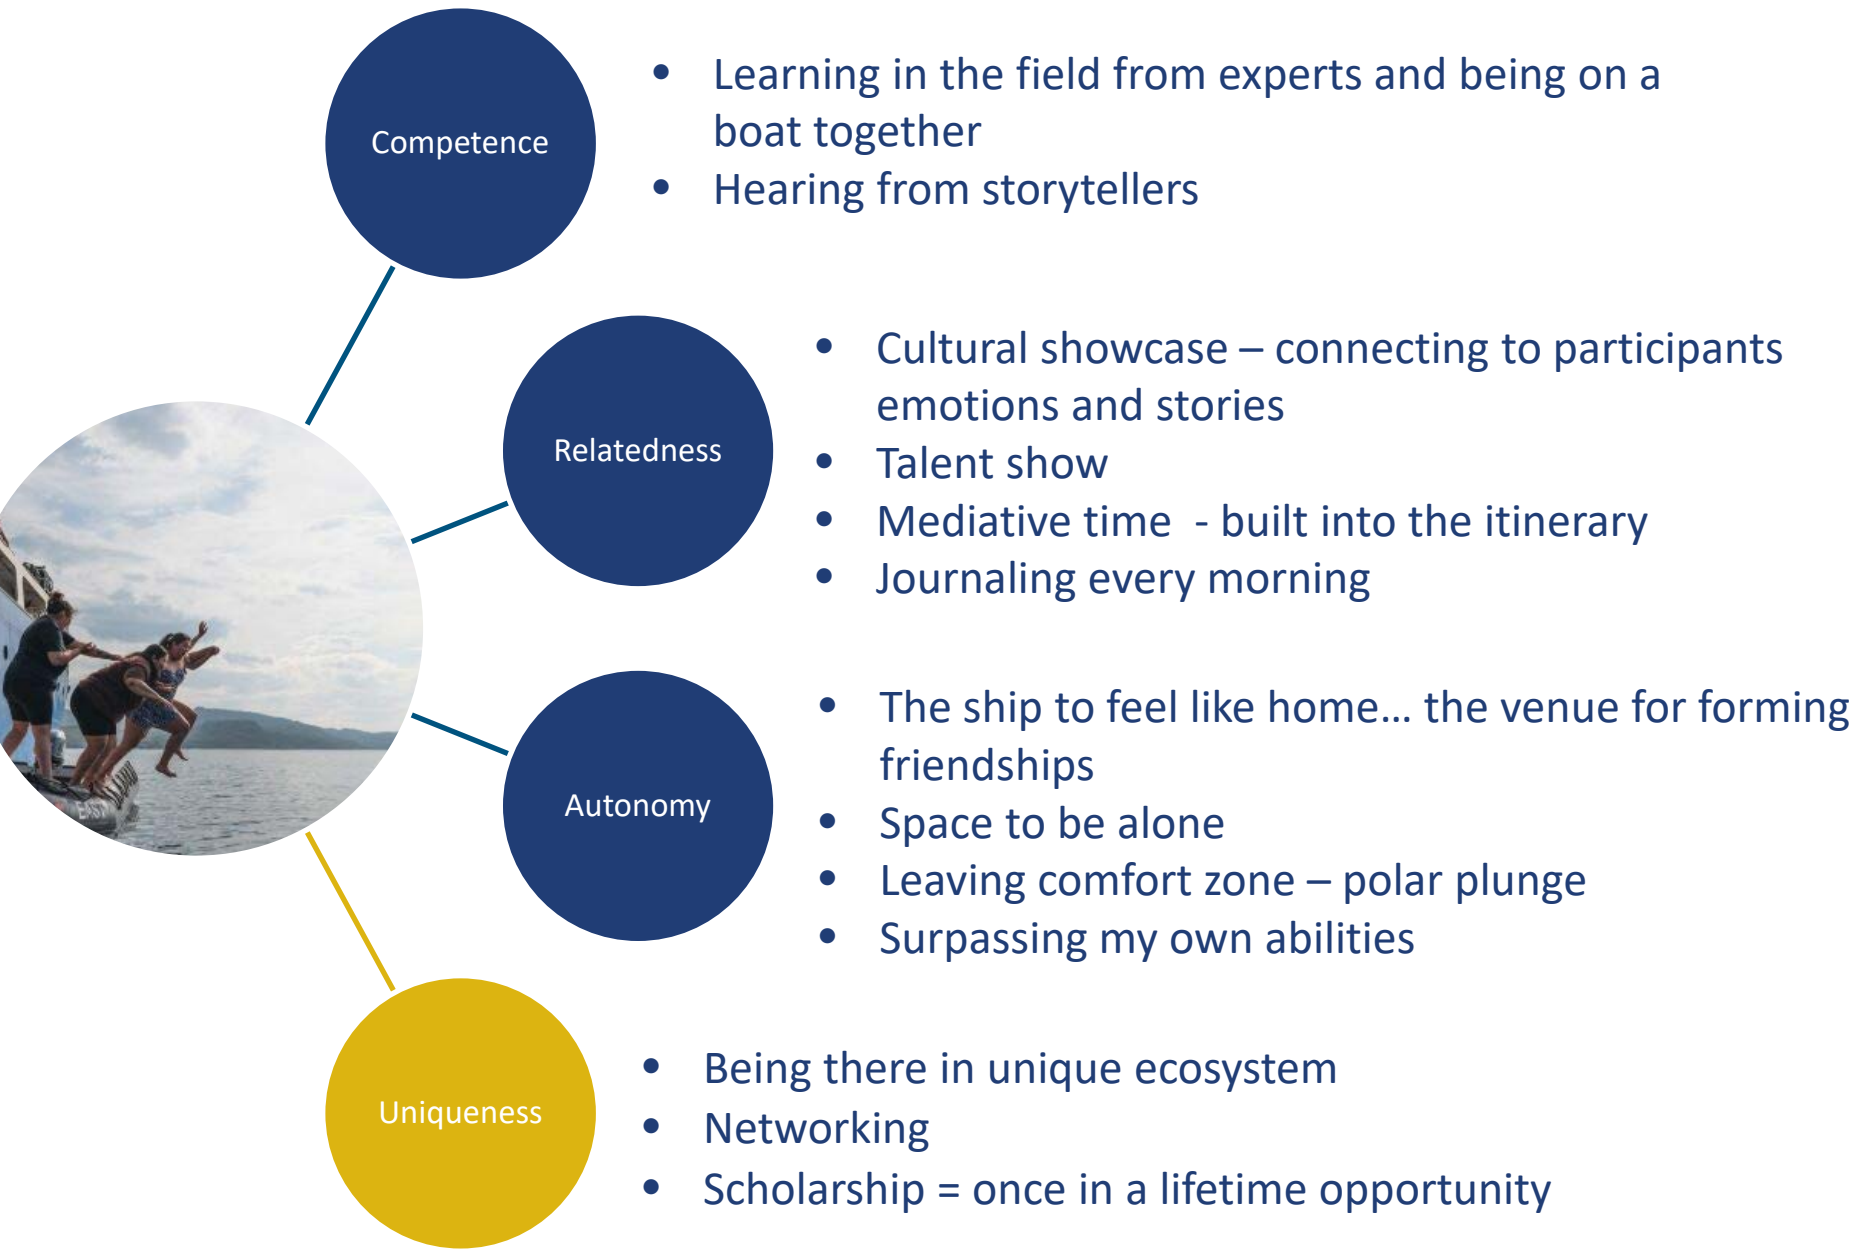 Competence
• Learning in the field from experts and being on a
boat together
• Hearing from storytellers
Relatedness
• Cultural showcase – connecting to participants
emotions and stories
• Talent show
• Mediative time  - built into the itinerary
• Journaling every morning
Autonomy
• The ship to feel like home... the venue for forming
friendships
• Space to be alone
• Leaving comfort zone – polar plunge
• Surpassing my own abilities
Uniqueness
• Being there in unique ecosystem
• Networking
• Scholarship = once in a lifetime opportunity